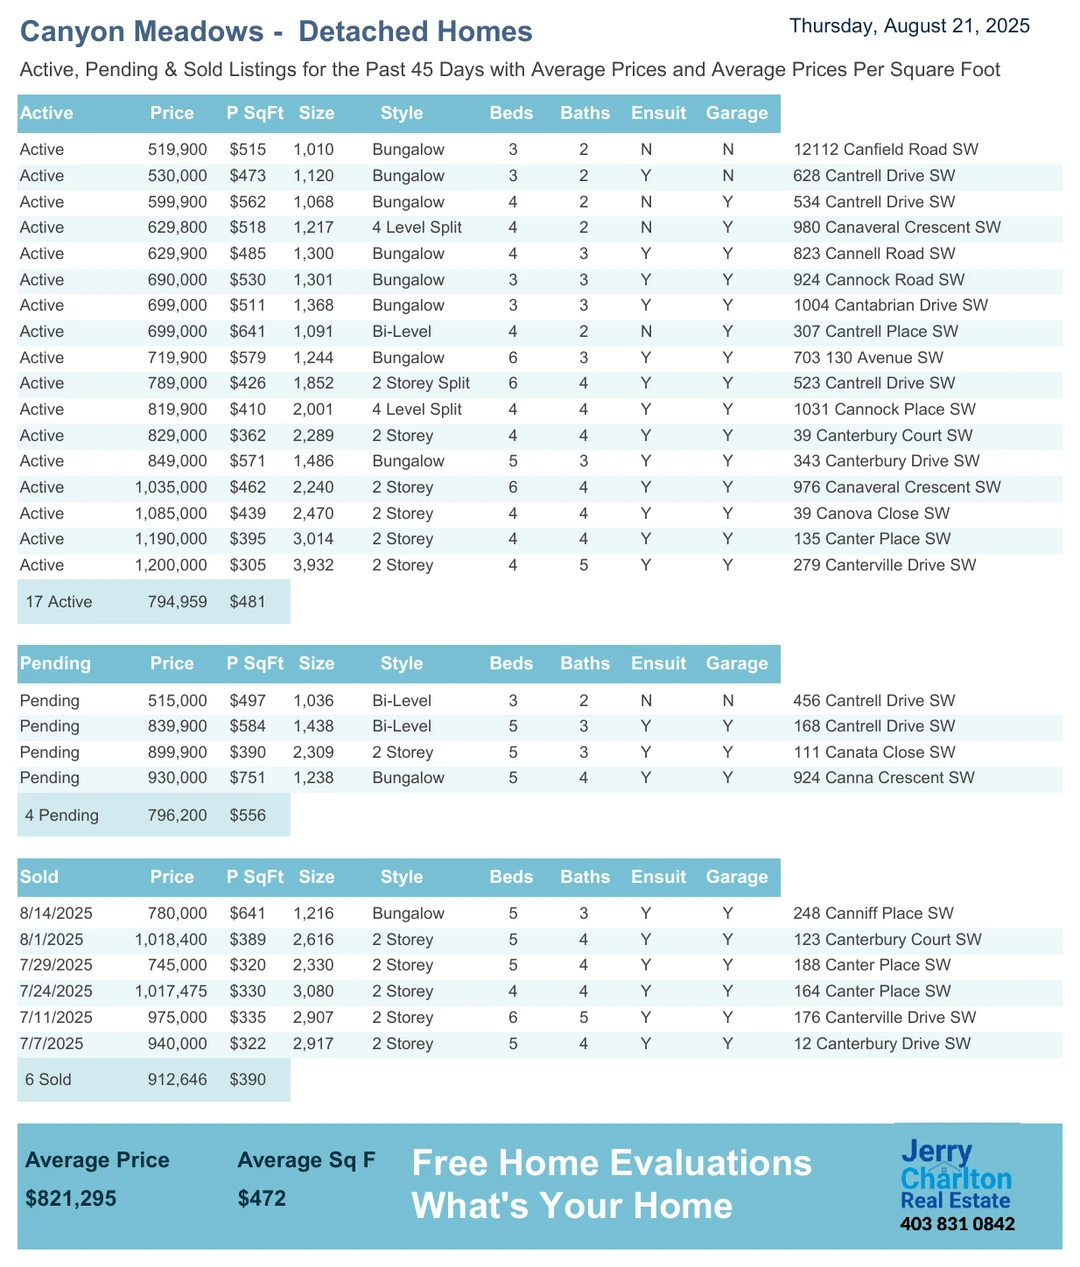 Canyon Meadows -  Detached Homes
Thursday, August 21, 2025
Active, Pending & Sold Listings for the Past 45 Days with Average Prices and Average Prices Per Square Foot
Active Price P SqFt Size Style Beds Baths Ensuit Garage
Active 519,900 $515 1,010 Bungalow 3 2 N N 12112 Canfield Road SW
Active 530,000 $473 1,120 Bungalow 3 2 Y N 628 Cantrell Drive SW
Active 599,900 $562 1,068 Bungalow 4 2 N Y 534 Cantrell Drive SW
Active 629,800 $518 1,217 4 Level Split 4 2 N Y 980 Canaveral Crescent SW
Active 629,900 $485 1,300 Bungalow 4 3 Y Y 823 Cannell Road SW
Active 690,000 $530 1,301 Bungalow 3 3 Y Y 924 Cannock Road SW
Active 699,000 $511 1,368 Bungalow 3 3 Y Y 1004 Cantabrian Drive SW
Active 699,000 $641 1,091 Bi-Level 4 2 N Y 307 Cantrell Place SW
Active 719,900 $579 1,244 Bungalow 6 3 Y Y 703 130 Avenue SW
Active 789,000 $426 1,852 2 Storey Split 6 4 Y Y 523 Cantrell Drive SW
Active 819,900 $410 2,001 4 Level Split 4 4 Y Y 1031 Cannock Place SW
Active 829,000 $362 2,289 2 Storey 4 4 Y Y 39 Canterbury Court SW
Active 849,000 $571 1,486 Bungalow 5 3 Y Y 343 Canterbury Drive SW
Active 1,035,000 $462 2,240 2 Storey 6 4 Y Y 976 Canaveral Crescent SW
Active 1,085,000 $439 2,470 2 Storey 4 4 Y Y 39 Canova Close SW
Active 1,190,000 $395 3,014 2 Storey 4 4 Y Y 135 Canter Place SW
Active 1,200,000 $305 3,932 2 Storey 4 5 Y Y 279 Canterville Drive SW
17 Active 794,959 $481
Pending Price P SqFt Size Style Beds Baths Ensuit Garage
Pending 515,000 $497 1,036 Bi-Level 3 2 N N 456 Cantrell Drive SW
Pending 839,900 $584 1,438 Bi-Level 5 3 Y Y 168 Cantrell Drive SW
Pending 899,900 $390 2,309 2 Storey 5 3 Y Y 111 Canata Close SW
Pending 930,000 $751 1,238 Bungalow 5 4 Y Y 924 Canna Crescent SW
4 Pending 796,200 $556
Sold Price P SqFt Size Style Beds Baths Ensuit Garage
8/14/2025 780,000 $641 1,216 Bungalow 5 3 Y Y 248 Canniff Place SW
8/1/2025 1,018,400 $389 2,616 2 Storey 5 4 Y Y 123 Canterbury Court SW
7/29/2025 745,000 $320 2,330 2 Storey 5 4 Y Y 188 Canter Place SW
7/24/2025 1,017,475 $330 3,080 2 Storey 4 4 Y Y 164 Canter Place SW
7/11/2025 975,000 $335 2,907 2 Storey 6 5 Y Y 176 Canterville Drive SW
7/7/2025 940,000 $322 2,917 2 Storey 5 4 Y Y 12 Canterbury Drive SW
6 Sold 912,646 $390
Average Price Average Sq F
$821,295 $472
Free Home Evaluations
What's Your Home
Jerry
Charlton
Real Estate
403 831 0842